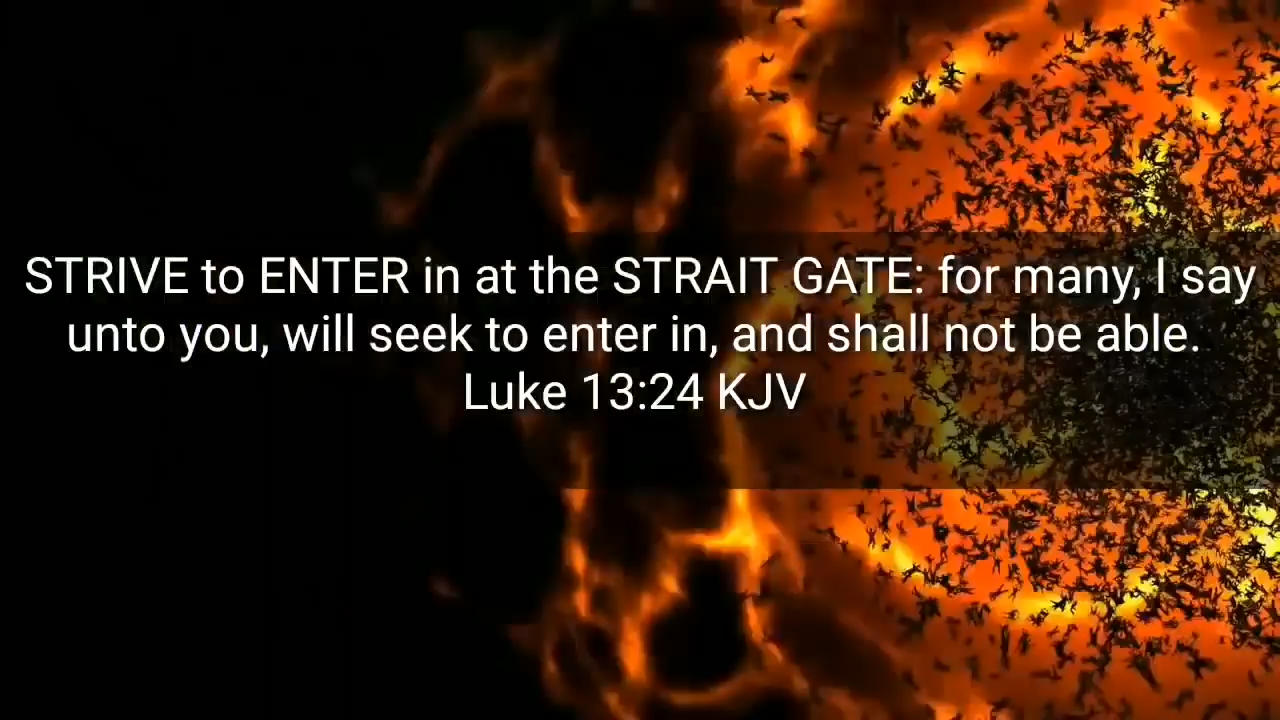 STRIVE to ENTER in at the STRAIT GATE: for many, I say
unto you, will seek to enter in, and shall not be able.
Luke 13:24 KJV